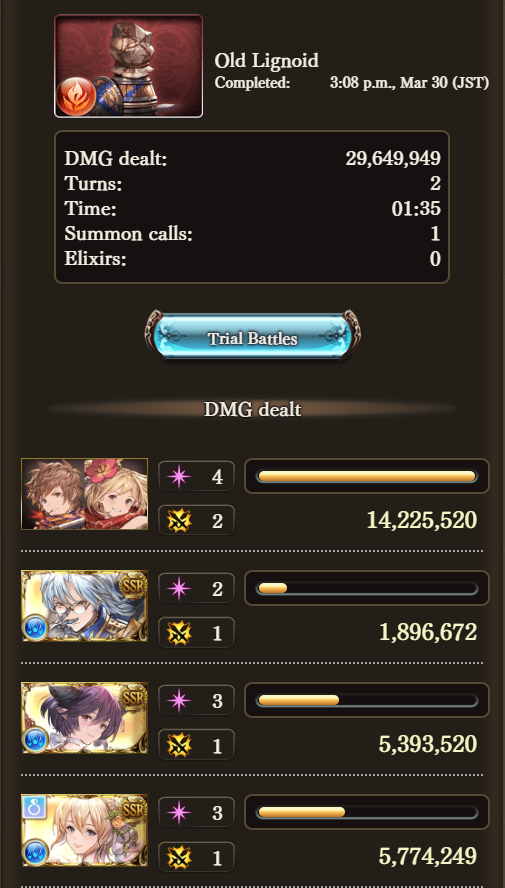 Old Lignoid
Completed: 3:08 p.m., Mar 30 (JST)
DMG dealt: 29,649,949
Turns: 2
Time: 01:35
Summon calls: 1
Elixirs: 0
Trial Battles
DMG dealt
4
2 14,225,520
SSR 2
1 1,896,672
SSR 3
1 5,393,520
SSR 3
1 5,774,249